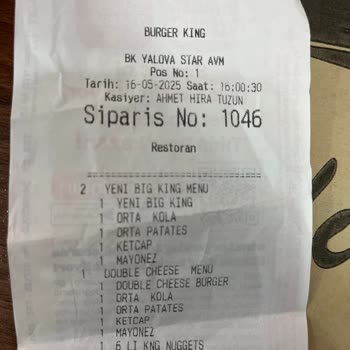 BURGER KING
BK YALOVA STAR AVM
Pos No: 1
Tarih: 16-05-2025 Saat: 16:00:30
Kasiyer: AHMET HIRA TUZUN
Siparis No: 1046
Restoran
================================
2 YENI BIG KING MENU
1 YENI BIG KING
1 ORTA KOLA
1 ORTA PATATES
1 KETCAP
1 MAYONEZ
1 DOUBLE CHEESE MENU
1 DOUBLE CHEESE BURGER
1 ORTA KOLA
1 ORTA PATATES
1 KETCAP
1 MAYONEZ
1 6 LI KNG NUGGETS